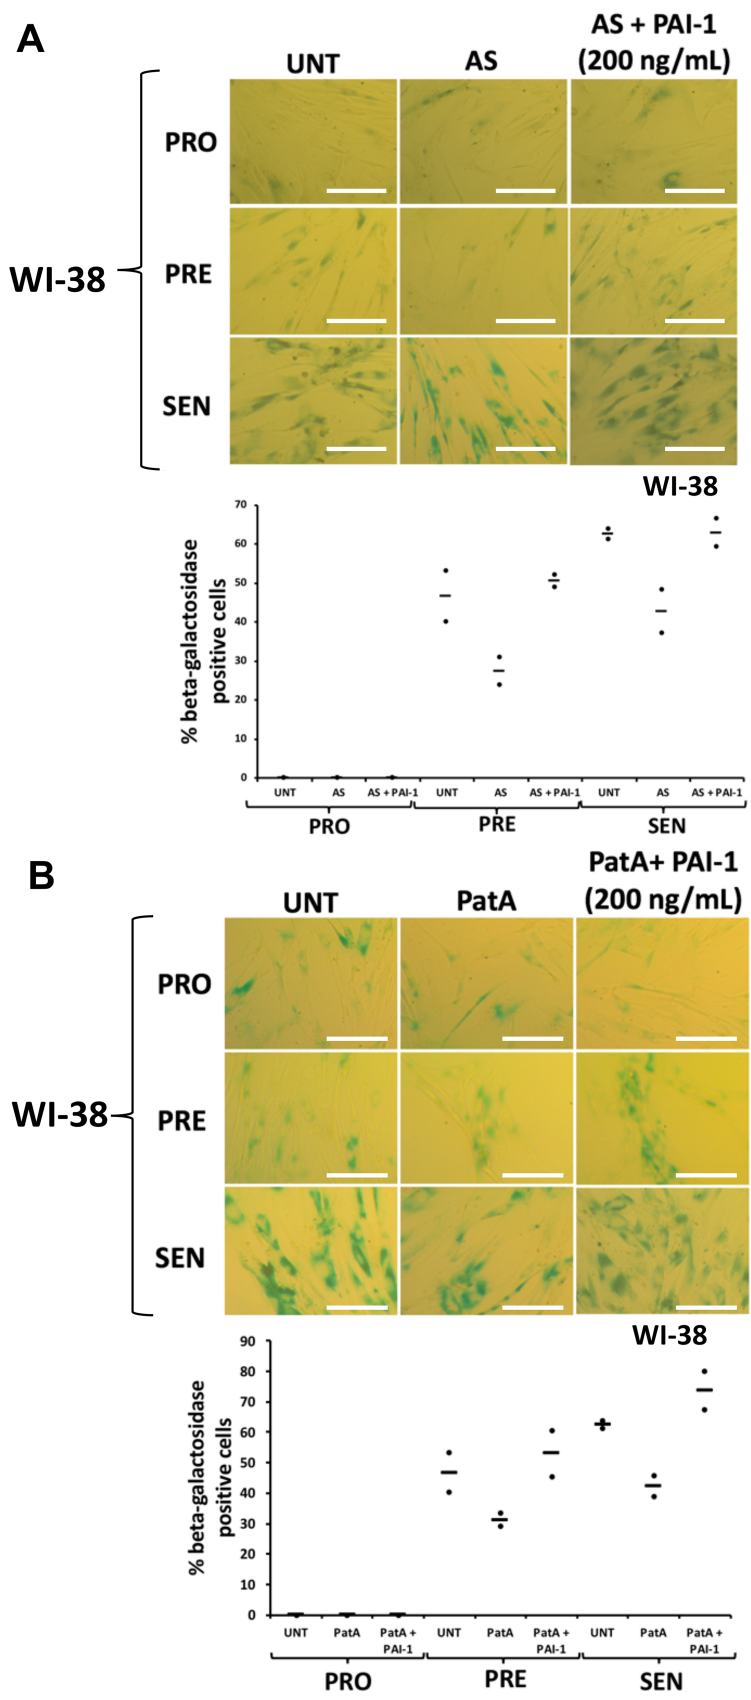 A
UNT
AS
AS + PAI-1
(200 ng/mL)
PRO
WI-38
PRE
SEN
WI-38
% beta-galactosidase
positive cells
70
60
50
40
30
20
10
0
UNT AS AS + PAI-1 UNT AS AS + PAI-1 UNT AS AS + PAI-1
PRO PRE SEN
B
UNT
PatA
PatA+ PAI-1
(200 ng/mL)
PRO
WI-38
PRE
SEN
WI-38
% beta-galactosidase
positive cells
90
80
70
60
50
40
30
20
10
0
UNT PatA PatA + UNT PatA PatA + UNT PatA PatA +
PAI-1 PAI-1 PAI-1
PRO PRE SEN